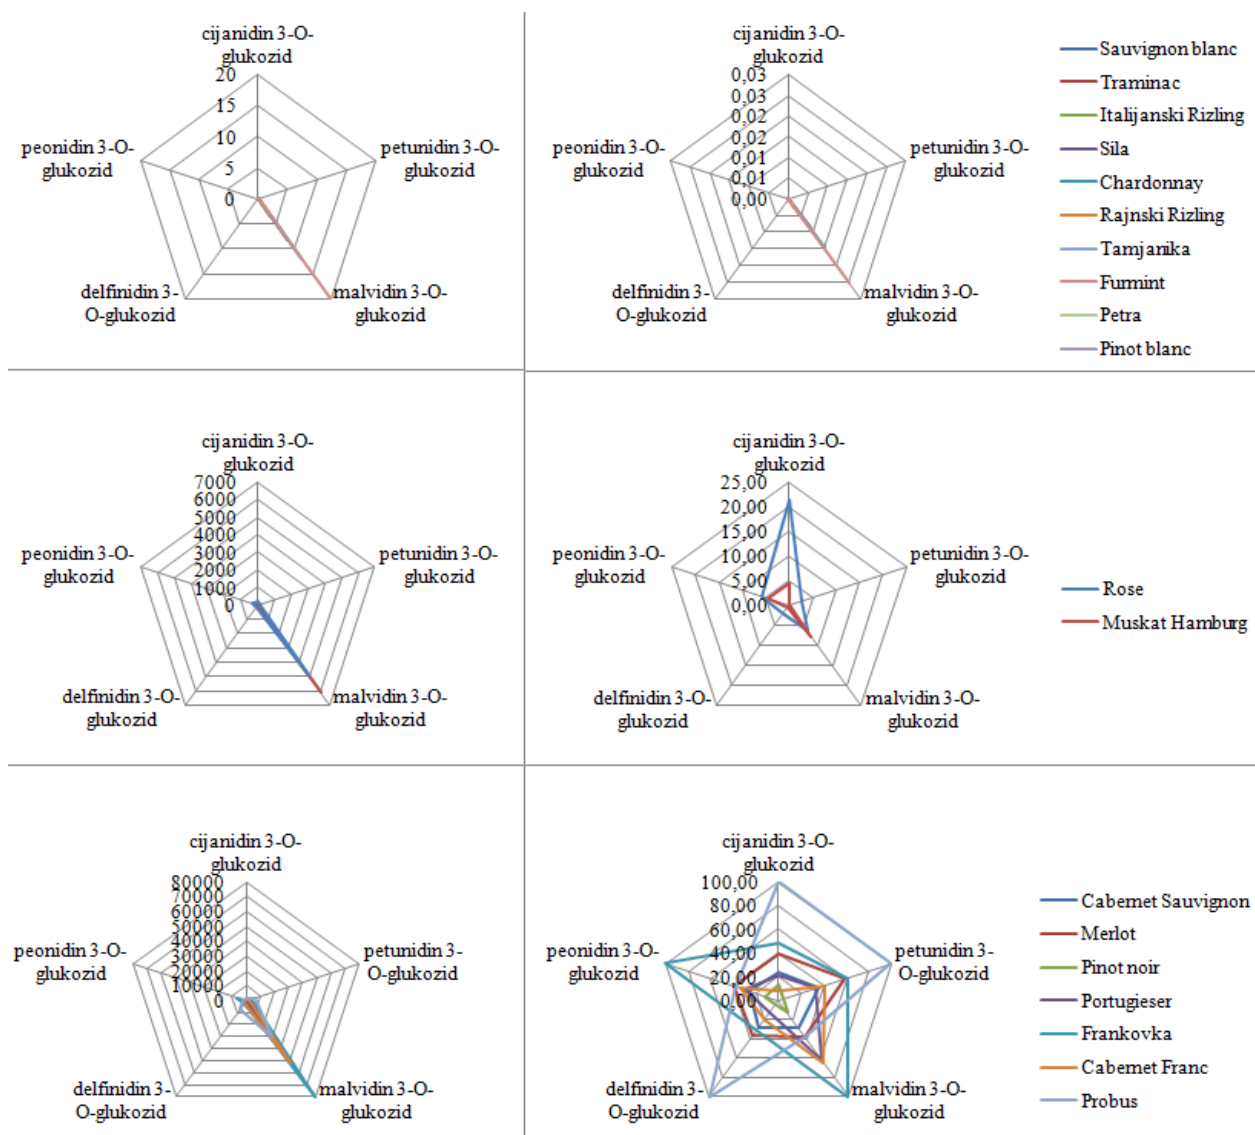 cijanidin 3-O-
glukozid
20
15
10
5
0
peonidin 3-O-
glukozid
petunidin 3-O-
glukozid
delfinidin 3-
O-glukozid
malvidin 3-O-
glukozid
cijanidin 3-O-
glukozid
0,03
0,03
0,02
0,02
0,01
0,01
0,00
peonidin 3-O-
glukozid
petunidin 3-O-
glukozid
delfinidin 3-
O-glukozid
malvidin 3-O-
glukozid
Sauvignon blanc
Traminac
Italijanski Rizling
Sila
Chardonnay
Rajnski Rizling
Tamjanika
Furmint
Petra
Pinot blanc
cijanidin 3-O-
glukozid
7000
6000
5000
4000
3000
2000
1000
0
peonidin 3-O-
glukozid
petunidin 3-O-
glukozid
delfinidin 3-O-
glukozid
malvidin 3-O-
glukozid
cijanidin 3-O-
glukozid
25,00
20,00
15,00
10,00
5,00
0,00
peonidin 3-O-
glukozid
petunidin 3-O-
glukozid
delfinidin 3-O-
glukozid
malvidin 3-O-
glukozid
Rose
Muskat Hamburg
cijanidin 3-O-
glukozid
80000
70000
60000
50000
40000
30000
20000
10000
0
peonidin 3-O-
glukozid
petunidin 3-
O-glukozid
delfinidin 3-
O-glukozid
malvidin 3-O-
glukozid
cijanidin 3-O-
glukozid
100,00
80,00
60,00
40,00
20,00
0,00
peonidin 3-O-
glukozid
petunidin 3-
O-glukozid
delfinidin 3-
O-glukozid
malvidin 3-O-
glukozid
Cabernet Sauvignon
Merlot
Pinot noir
Portugieser
Frankovka
Cabernet Franc
Probus